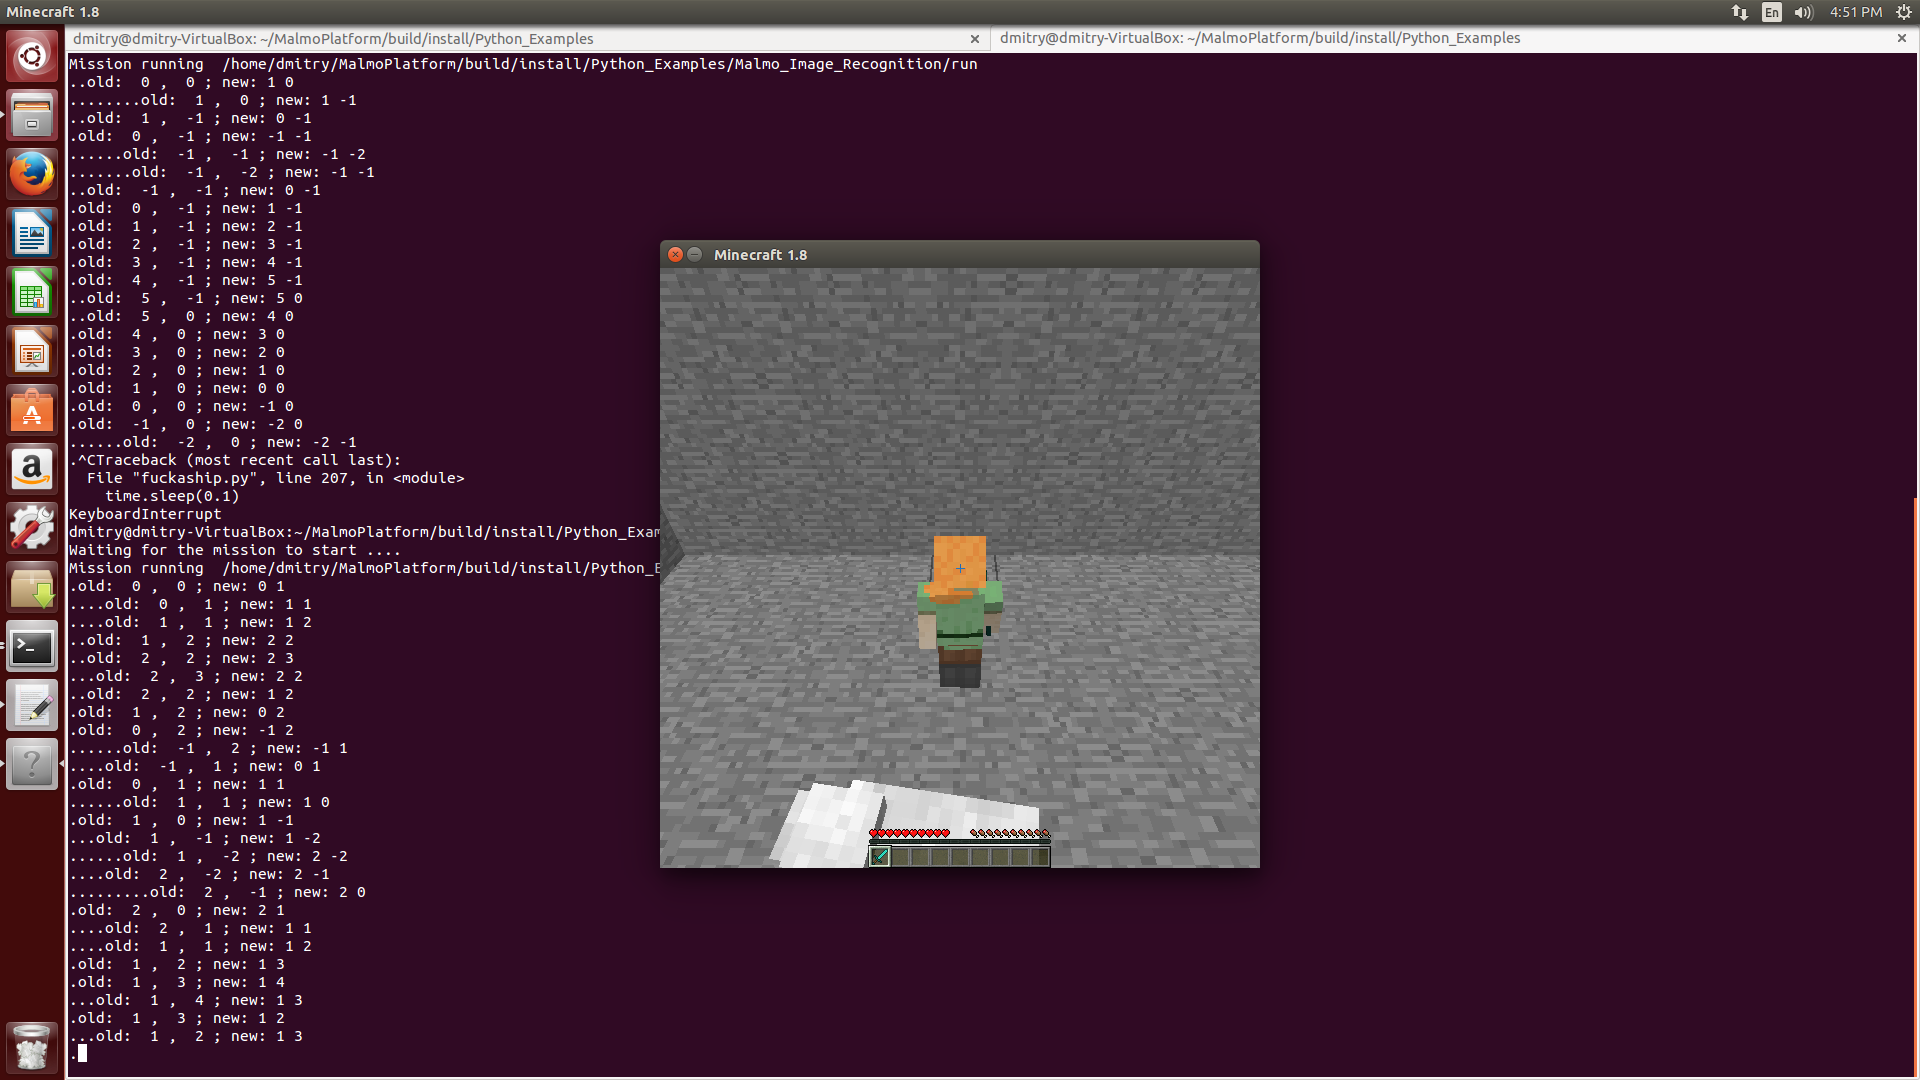 Minecraft 1.8
En
4:51 PM
dmitry@dmitry-VirtualBox: ~/MalmoPlatform/build/install/Python_Examples
dmitry@dmitry-VirtualBox: ~/MalmoPlatform/build/install/Python_Examples
Mission running  /home/dmitry/MalmoPlatform/build/install/Python_Examples/Malmo_Image_Recognition/run
..old:  0 ,  0 ; new: 1 0
........old:  1 ,  0 ; new: 1 -1
..old:  1 ,  -1 ; new: 0 -1
.old:  0 ,  -1 ; new: -1 -1
......old:  -1 ,  -1 ; new: -1 -2
.......old:  -1 ,  -2 ; new: -1 -1
..old:  -1 ,  -1 ; new: 0 -1
.old:  0 ,  -1 ; new: 1 -1
.old:  1 ,  -1 ; new: 2 -1
.old:  2 ,  -1 ; new: 3 -1
.old:  3 ,  -1 ; new: 4 -1
.old:  4 ,  -1 ; new: 5 -1
..old:  5 ,  -1 ; new: 5 0
..old:  5 ,  0 ; new: 4 0
.old:  4 ,  0 ; new: 3 0
.old:  3 ,  0 ; new: 2 0
.old:  2 ,  0 ; new: 1 0
.old:  1 ,  0 ; new: 0 0
.old:  0 ,  0 ; new: -1 0
.old:  -1 ,  0 ; new: -2 0
......old:  -2 ,  0 ; new: -2 -1
.^CTraceback (most recent call last):
  File "fuckaship.py", line 207, in <module>
    time.sleep(0.1)
KeyboardInterrupt
dmitry@dmitry-VirtualBox:~/MalmoPlatform/build/install/Python_Exam
Waiting for the mission to start ....
Mission running  /home/dmitry/MalmoPlatform/build/install/Python_E
.old:  0 ,  0 ; new: 0 1
....old:  0 ,  1 ; new: 1 1
....old:  1 ,  1 ; new: 1 2
..old:  1 ,  2 ; new: 2 2
..old:  2 ,  2 ; new: 2 3
...old:  2 ,  3 ; new: 2 2
..old:  2 ,  2 ; new: 1 2
.old:  1 ,  2 ; new: 0 2
.old:  0 ,  2 ; new: -1 2
......old:  -1 ,  2 ; new: -1 1
....old:  -1 ,  1 ; new: 0 1
.old:  0 ,  1 ; new: 1 1
......old:  1 ,  1 ; new: 1 0
.old:  1 ,  0 ; new: 1 -1
...old:  1 ,  -1 ; new: 1 -2
......old:  1 ,  -2 ; new: 2 -2
....old:  2 ,  -2 ; new: 2 -1
.........old:  2 ,  -1 ; new: 2 0
.old:  2 ,  0 ; new: 2 1
....old:  2 ,  1 ; new: 1 1
....old:  1 ,  1 ; new: 1 2
.old:  1 ,  2 ; new: 1 3
.old:  1 ,  3 ; new: 1 4
...old:  1 ,  4 ; new: 1 3
.old:  1 ,  3 ; new: 1 2
...old:  1 ,  2 ; new: 1 3
.
Minecraft 1.8